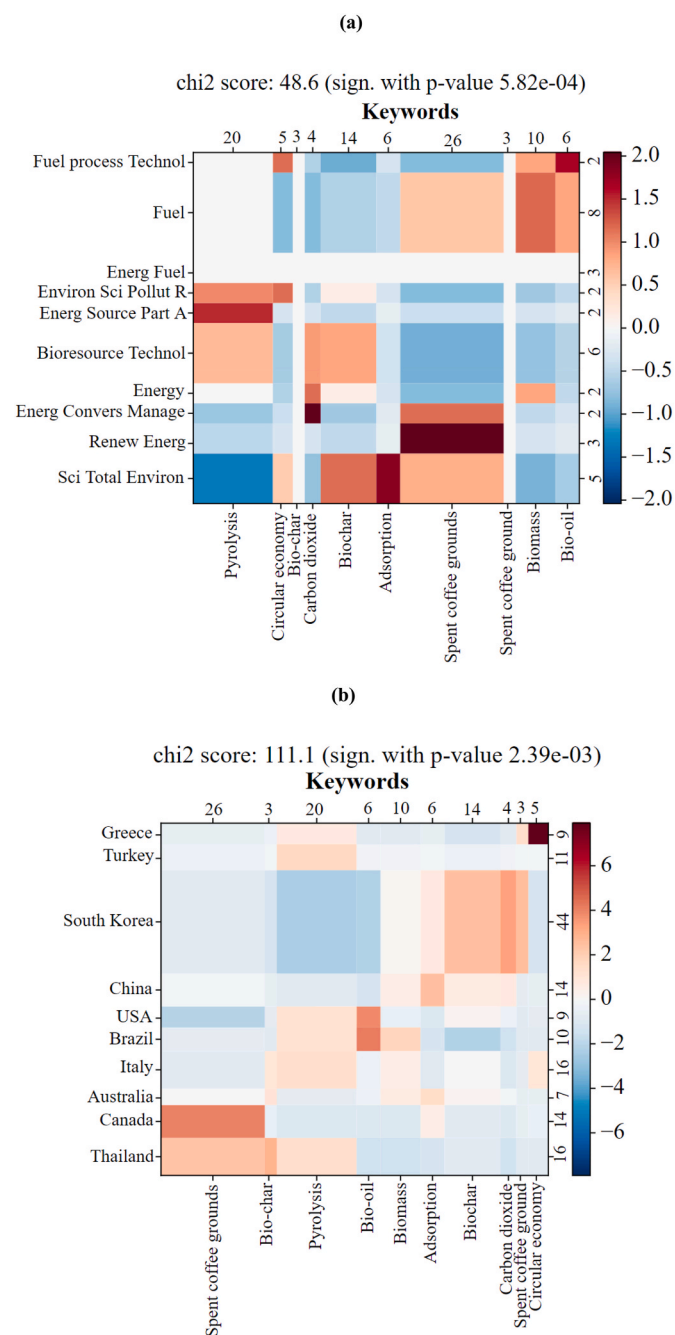 (a)
chi2 score: 48.6 (sign. with p-value 5.82e-04)
Keywords
20 5 3 4 14 6 26 3 10 6
Fuel process Technol 2
Fuel 8
Energ Fuel 3
Environ Sci Pollut R 2
Energ Source Part A 2
Bioresource Technol 6
Energy 2
Energ Convers Manage 2
Renew Energ 3
Sci Total Environ 5
2.0
1.5
1.0
0.5
0.0
−0.5
−1.0
−1.5
−2.0
Pyrolysis
Circular economy
Bio-char
Carbon dioxide
Biochar
Adsorption
Spent coffee grounds
Spent coffee ground
Biomass
Bio-oil
(b)
chi2 score: 111.1 (sign. with p-value 2.39e-03)
Keywords
26 3 20 6 10 6 14 4 3 5
Greece 9
Turkey 11
South Korea 44
China 14
USA 9
Brazil 10
Italy 16
Australia 7
Canada 14
Thailand 16
6
4
2
0
−2
−4
−6
Spent coffee grounds
Bio-char
Pyrolysis
Bio-oil
Biomass
Adsorption
Biochar
Carbon dioxide
Spent coffee ground
Circular economy